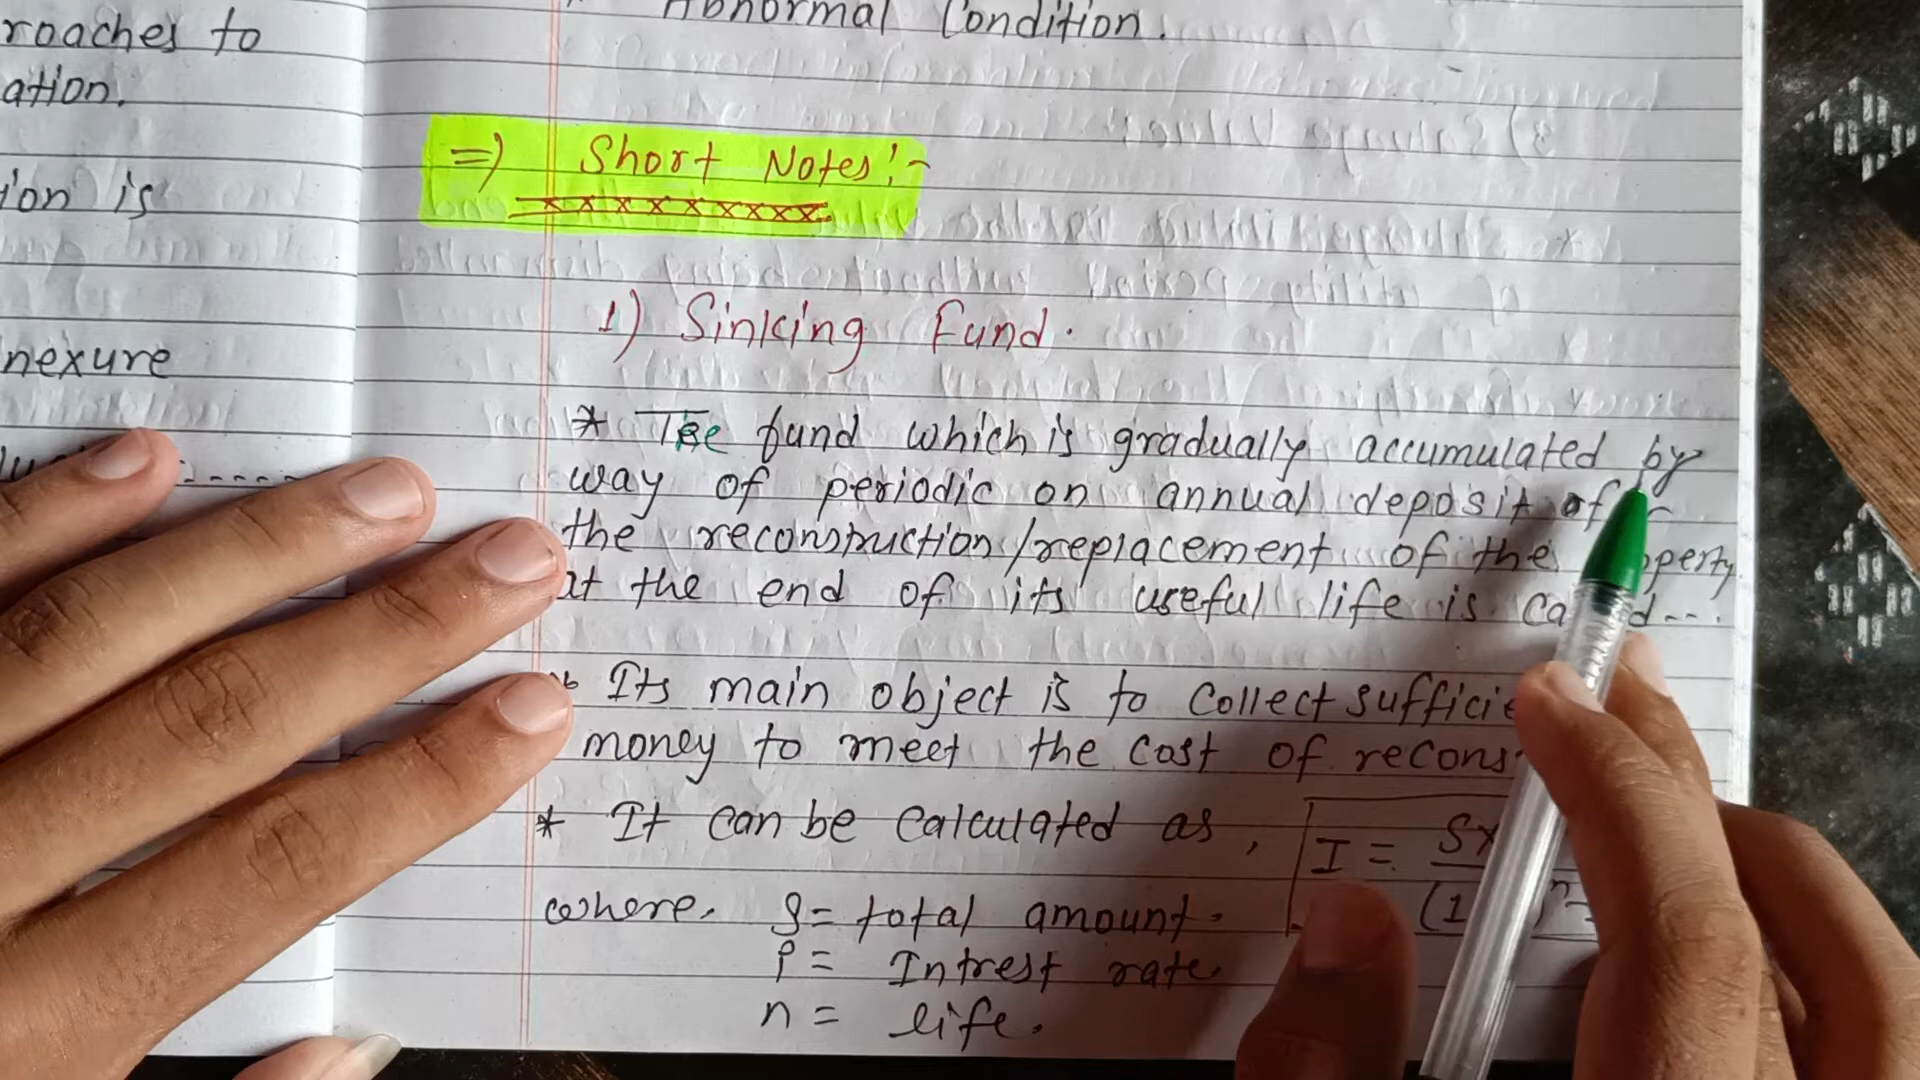 roaches to
ation.
ion is
nexure
Abnormal Condition.
=) Short Notes:-
1) Sinking Fund.
* The fund which is gradually accumulated by
way of periodic on annual deposit of
the reconstruction/replacement of the
at the end of its useful life is
* Its main object is to collect
money to meet the cost of
* It can be calculated as, I =
where, S = total amount.
i = Intrest rate.
n = life.